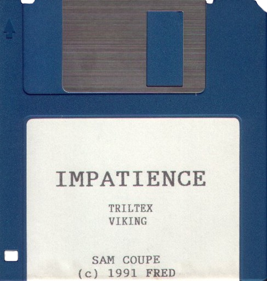 IMPATIENCE
TRILTEX
VIKING
SAM COUPE
(c) 1991 FRED